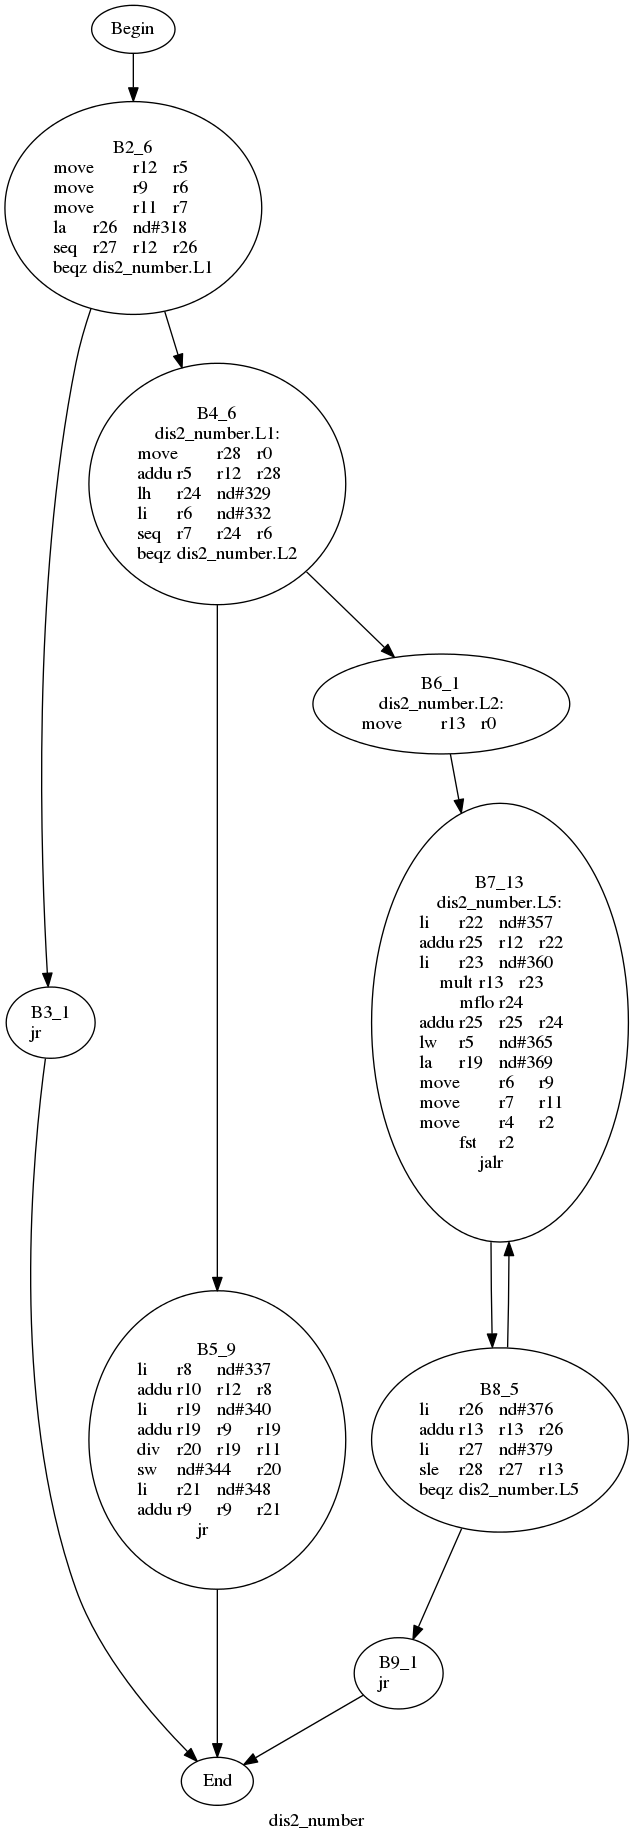 Begin
B2_6
move r12 r5
move r9 r6
move r11 r7
la r26 nd#318
seq r27 r12 r26
beqz dis2_number.L1
B4_6
dis2_number.L1:
move r28 r0
addu r5 r12 r28
lh r24 nd#329
li r6 nd#332
seq r7 r24 r6
beqz dis2_number.L2
B6_1
dis2_number.L2:
move r13 r0
B7_13
dis2_number.L5:
li r22 nd#357
addu r25 r12 r22
li r23 nd#360
mult r13 r23
mflo r24
addu r25 r25 r24
lw r5 nd#365
la r19 nd#369
move r6 r9
move r7 r11
move r4 r2
fst r2
jalr
B3_1
jr
B5_9
li r8 nd#337
addu r10 r12 r8
li r19 nd#340
addu r19 r9 r19
div r20 r19 r11
sw nd#344 r20
li r21 nd#348
addu r9 r9 r21
jr
B8_5
li r26 nd#376
addu r13 r13 r26
li r27 nd#379
sle r28 r27 r13
beqz dis2_number.L5
B9_1
jr
End
dis2_number